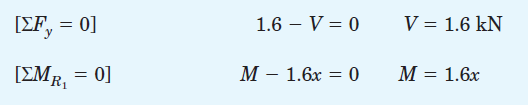 [ΣF_y = 0] 1.6 − V = 0 V = 1.6 kN
[ΣM_{R_1} = 0] M − 1.6x = 0 M = 1.6x